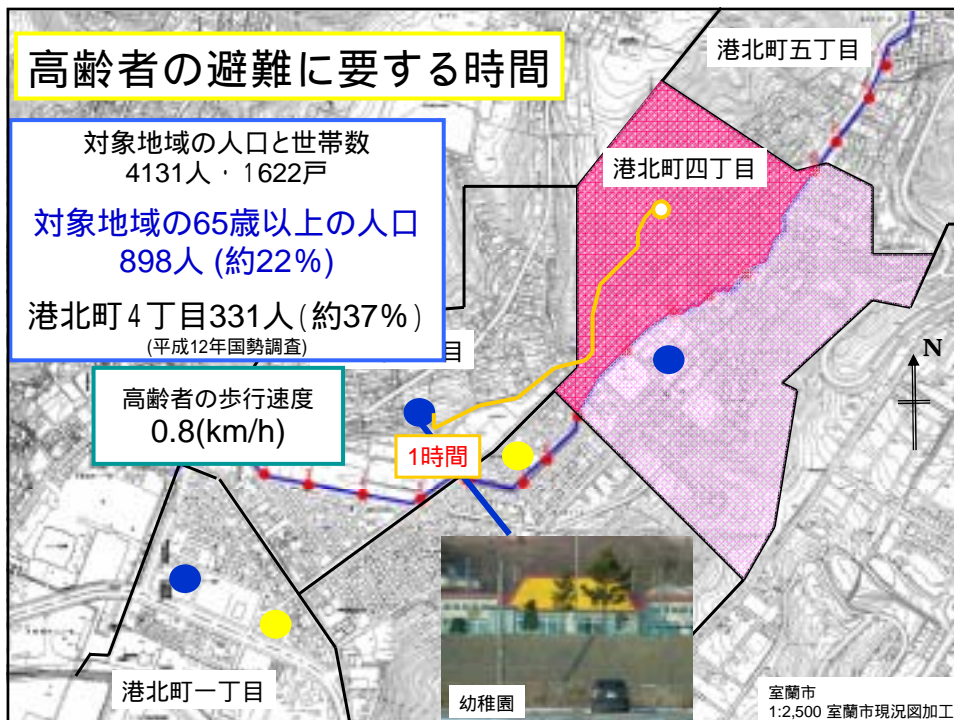 高齢者の避難に要する時間
港北町五丁目
対象地域の人口と世帯数
4131人・1622戸
対象地域の65歳以上の人口
898人 (約22%)
港北町4丁目331人(約37%)
(平成12年国勢調査)
港北町四丁目
目
高齢者の歩行速度
0.8(km/h)
1時間
N
港北町一丁目
幼稚園
室蘭市
1:2,500 室蘭市現況図加工